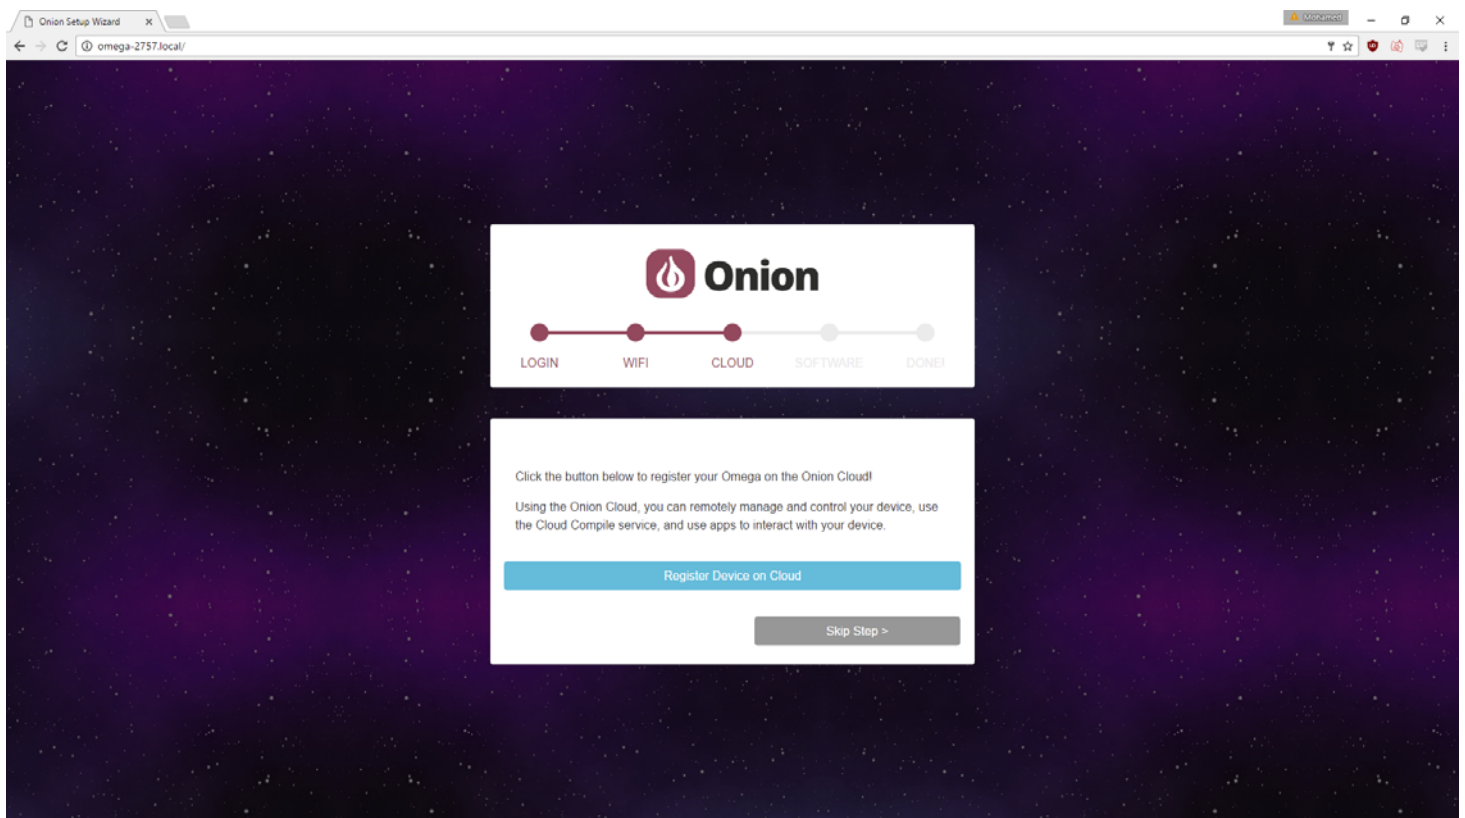 Onion Setup Wizard
Mohamed
omega-2757.local/
Onion
LOGIN WIFI CLOUD SOFTWARE DONE!
Click the button below to register your Omega on the Onion Cloud!
Using the Onion Cloud, you can remotely manage and control your device, use
the Cloud Compile service, and use apps to interact with your device.
Register Device on Cloud
Skip Step >